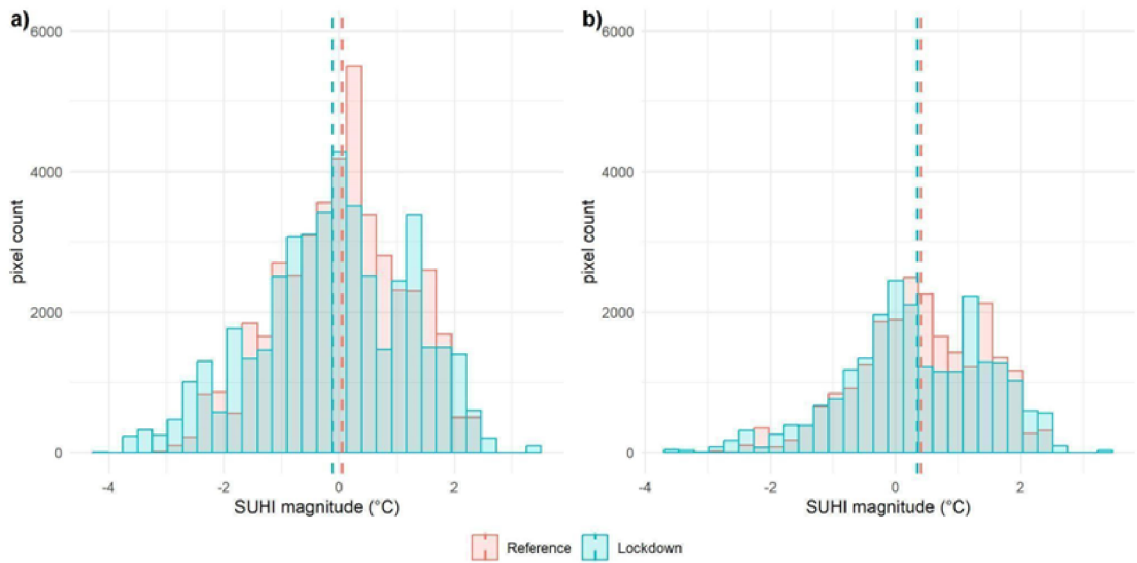 a)
6000
4000
2000
0
pixel count
-4
-2
0
2
SUHI magnitude (°C)
b)
6000
4000
2000
0
pixel count
-4
-2
0
2
SUHI magnitude (°C)
Reference
Lockdown